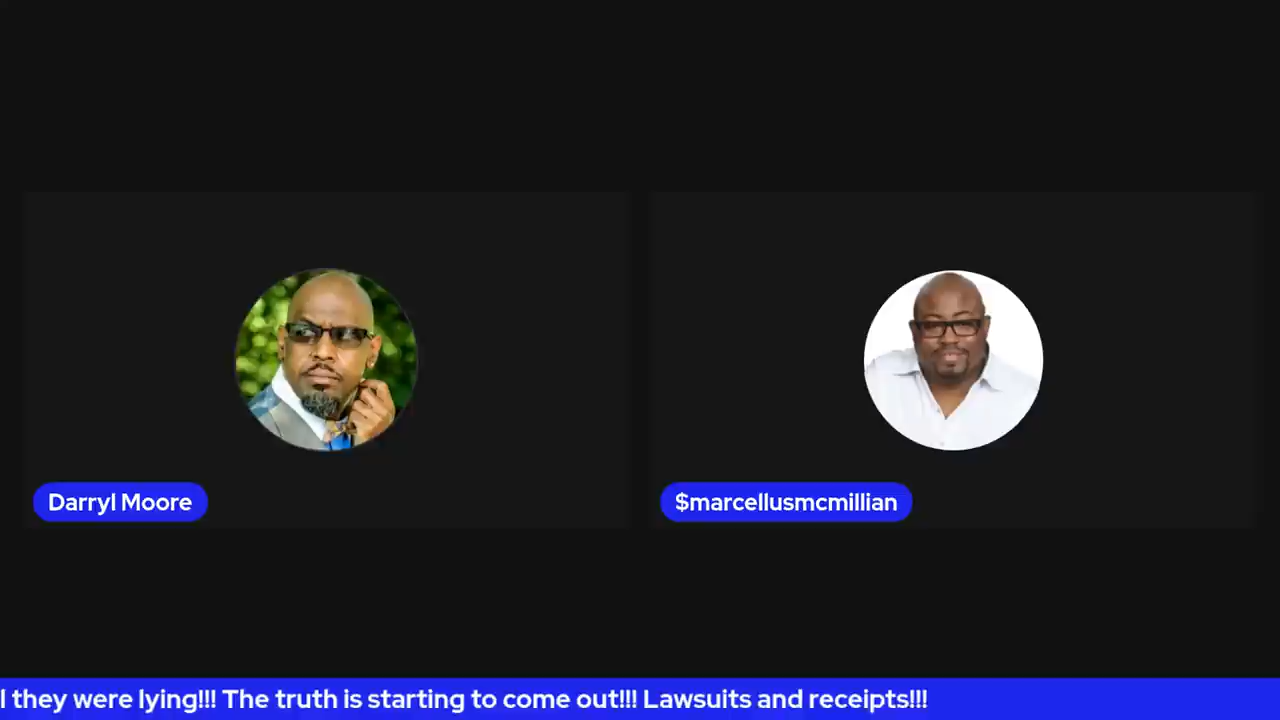 Darryl Moore
$marcellusmcmillian
they were lying!!! The truth is starting to come out!!! Lawsuits and receipts!!!